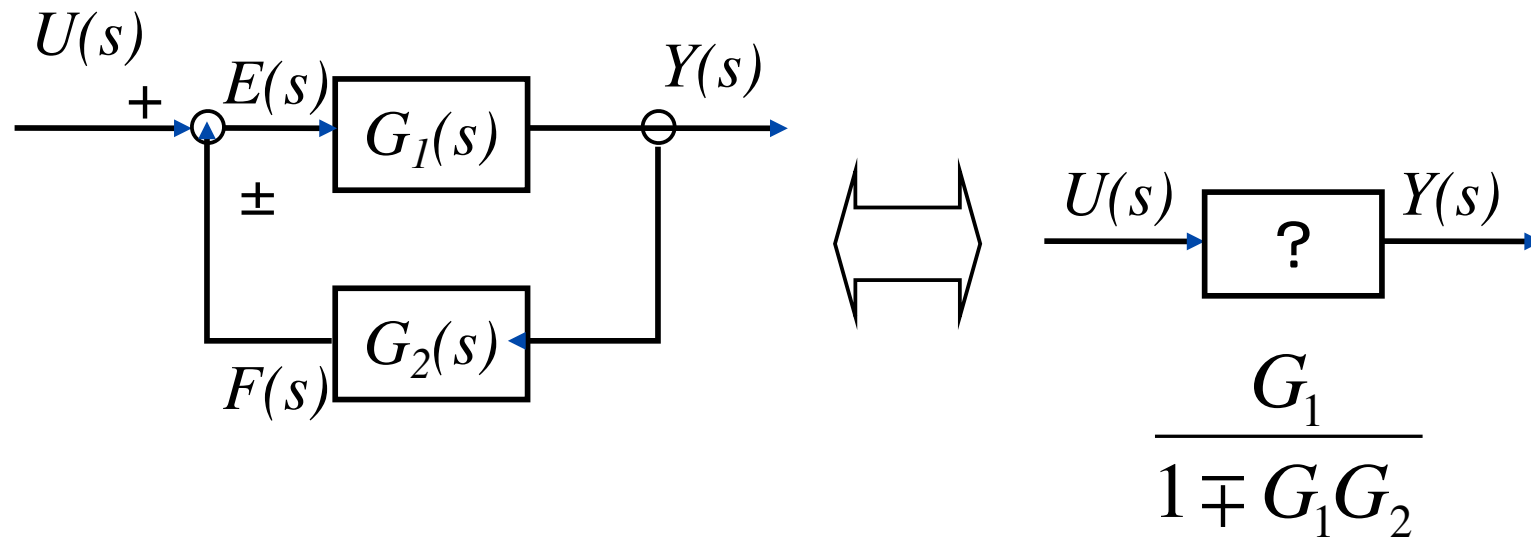 U(s)
+
E(s)
G₁(s)
Y(s)
±
G₂(s)
F(s)
U(s)
?
Y(s)
G₁
1 ∓ G₁G₂